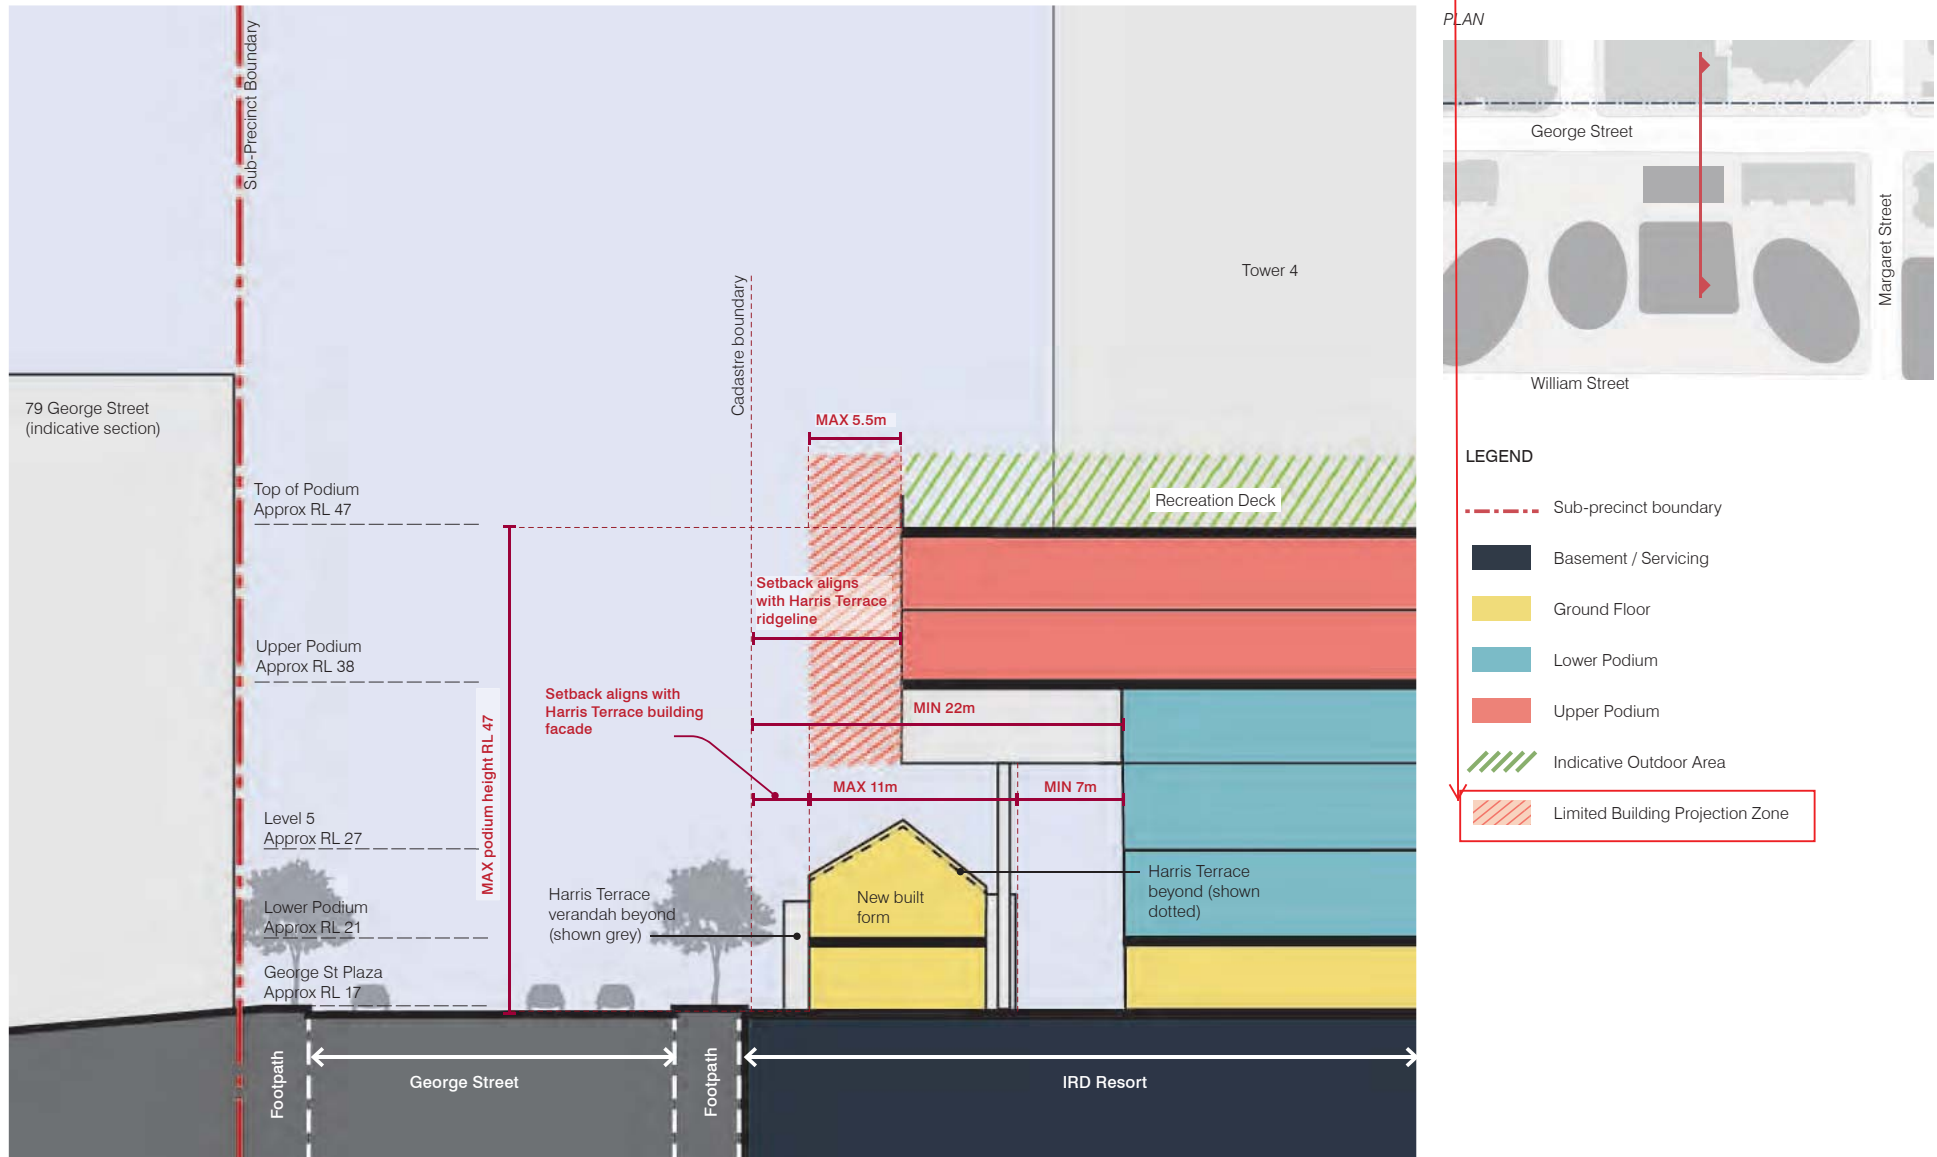 Sub-Precinct Boundary
79 George Street
(indicative section)
Top of Podium
Approx RL 47
Upper Podium
Approx RL 38
Level 5
Approx RL 27
Lower Podium
Approx RL 21
George St Plaza
Approx RL 17
MAX podium height RL 47
Cadastre boundary
Tower 4
MAX 5.5m
Recreation Deck
Setback aligns
with Harris Terrace
ridgeline
Setback aligns with
Harris Terrace building
facade
MIN 22m
MAX 11m
MIN 7m
Harris Terrace
verandah beyond
(shown grey)
New built
form
Harris Terrace
beyond (shown
dotted)
Footpath
George Street
Footpath
IRD Resort
PLAN
George Street
Margaret Street
William Street
LEGEND
Sub-precinct boundary
Basement / Servicing
Ground Floor
Lower Podium
Upper Podium
Indicative Outdoor Area
Limited Building Projection Zone